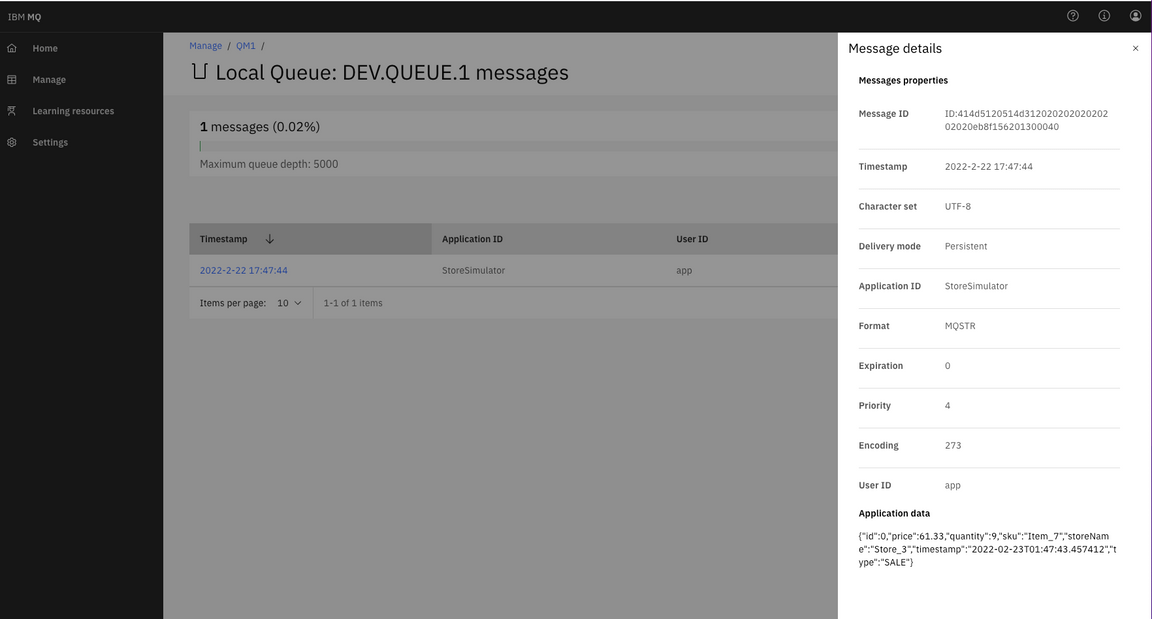 IBM MQ
Home
Manage
Learning resources
Settings
Manage / QM1 /
Local Queue: DEV.QUEUE.1 messages
1 messages (0.02%)
Maximum queue depth: 5000
Timestamp Application ID User ID
2022-2-22 17:47:44 StoreSimulator app
Items per page: 10 1-1 of 1 items
Message details
Messages properties
Message ID ID:414d5120514d312020202020202
02020eb8f156201300040
Timestamp 2022-2-22 17:47:44
Character set UTF-8
Delivery mode Persistent
Application ID StoreSimulator
Format MQSTR
Expiration 0
Priority 4
Encoding 273
User ID app
Application data
{"id":0,"price":61.33,"quantity":9,"sku":"Item_7","storeNam
e":"Store_3","timestamp":"2022-02-23T01:47:43.457412","t
ype":"SALE"}